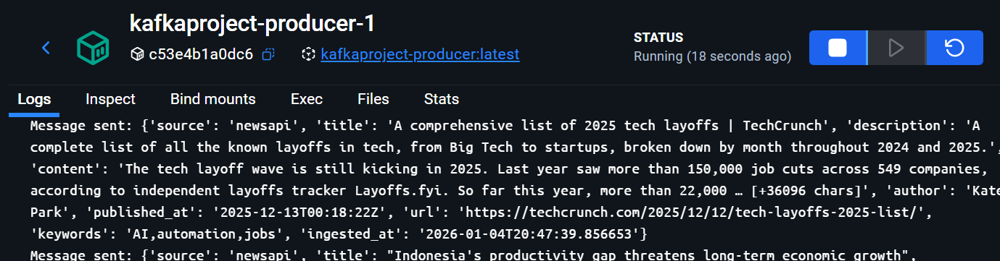 kafkaproject-producer-1
c53e4b1a0dc6 kafkaproject-producer:latest
STATUS
Running (18 seconds ago)
Logs Inspect Bind mounts Exec Files Stats
Message sent: {'source': 'newsapi', 'title': 'A comprehensive list of 2025 tech layoffs | TechCrunch', 'description': 'A
complete list of all the known layoffs in tech, from Big Tech to startups, broken down by month throughout 2024 and 2025.',
'content': 'The tech layoff wave is still kicking in 2025. Last year saw more than 150,000 job cuts across 549 companies,
according to independent layoffs tracker Layoffs.fyi. So far this year, more than 22,000 … [+36096 chars]', 'author': 'Kate
Park', 'published_at': '2025-12-13T00:18:22Z', 'url': 'https://techcrunch.com/2025/12/12/tech-layoffs-2025-list/',
'keywords': 'AI,automation,jobs', 'ingested_at': '2026-01-04T20:47:39.856653'}
Message sent: {'source': 'newsapi', 'title': "Indonesia's productivity gap threatens long-term economic growth",